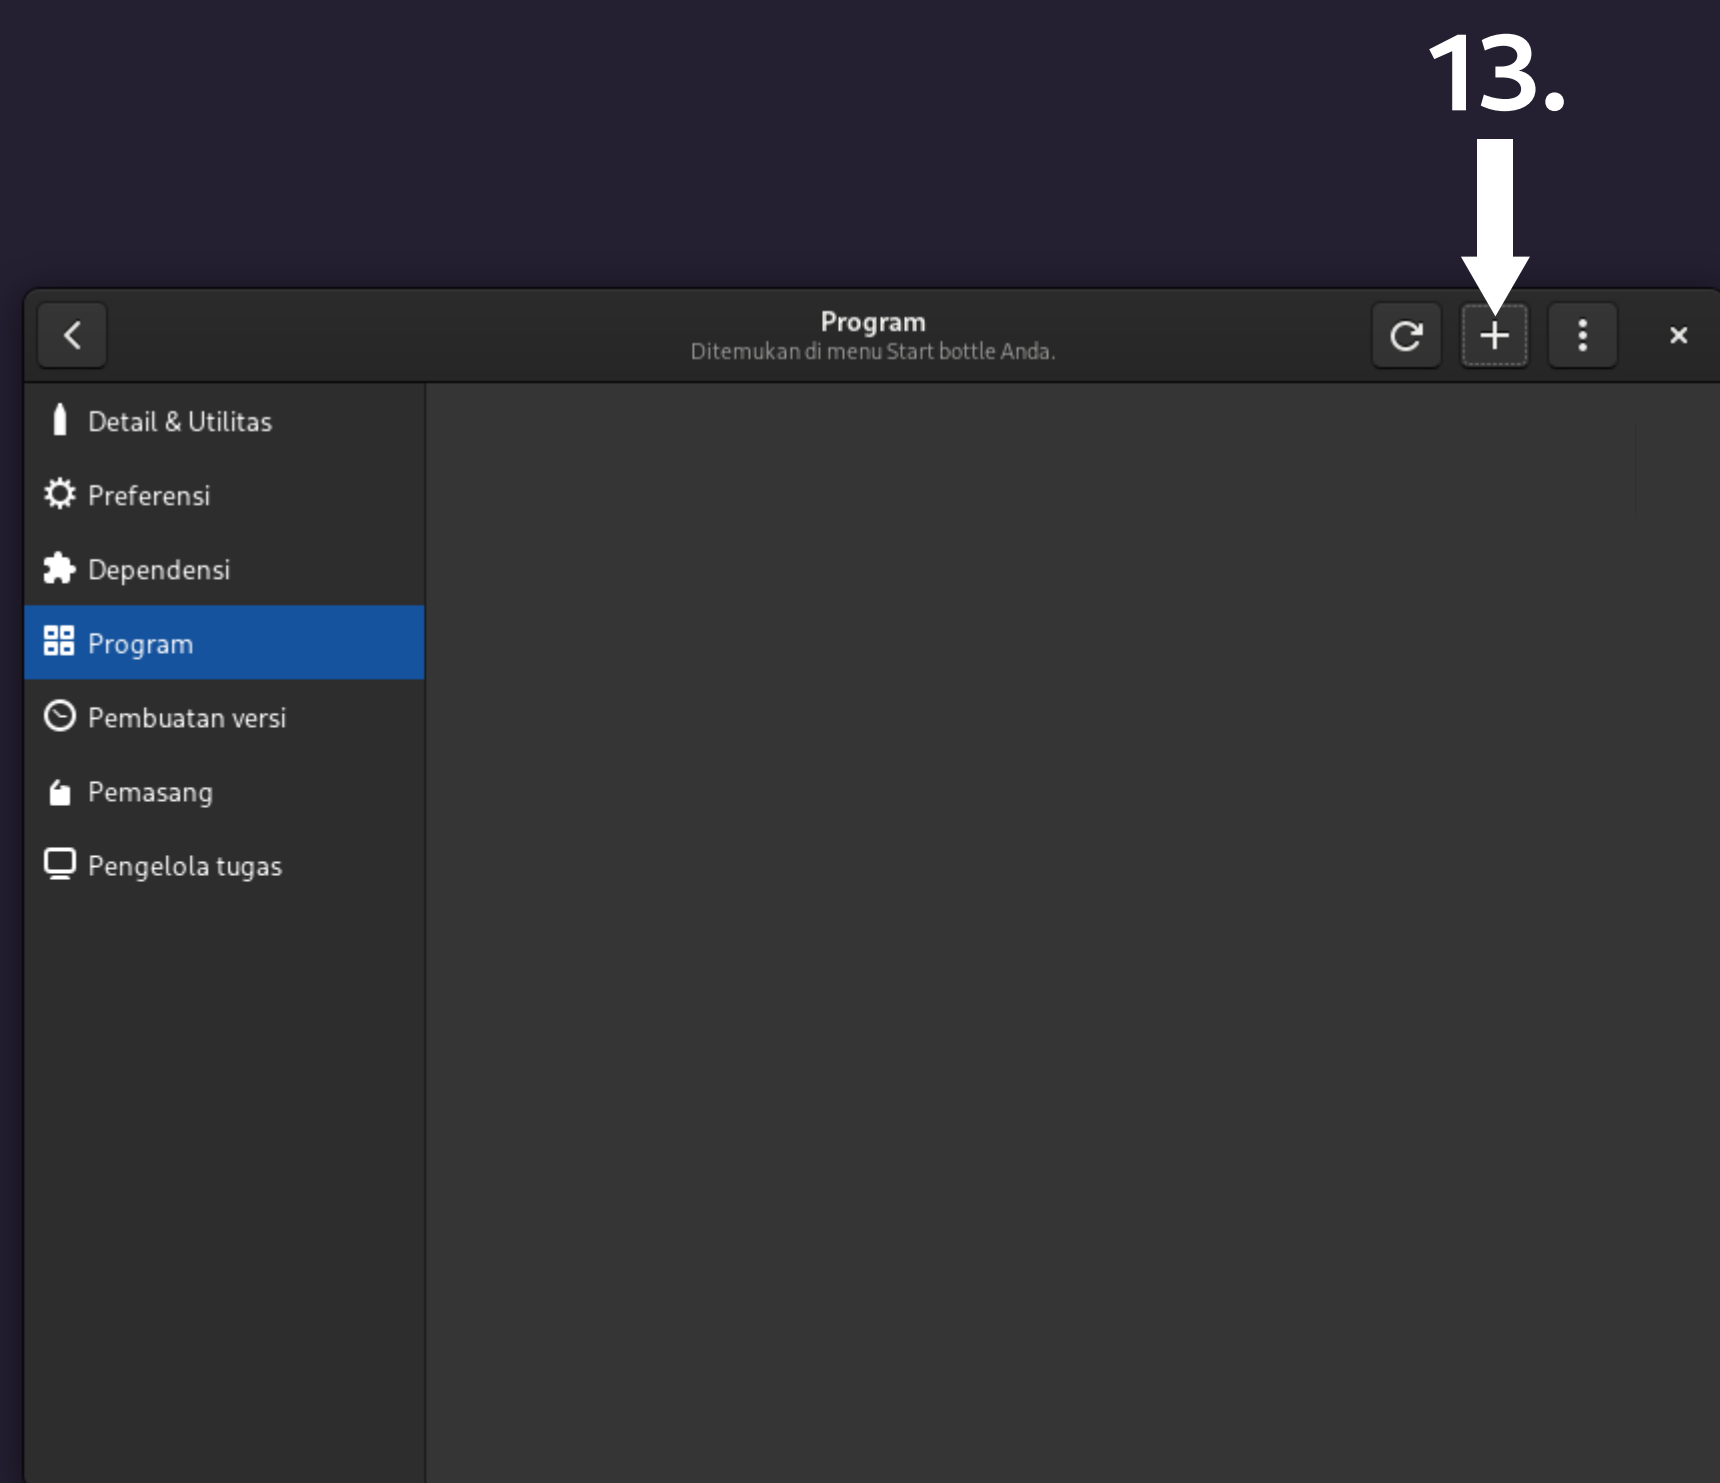 13.
Program
Ditemukan di menu Start bottle Anda.
Detail & Utilitas
Preferensi
Dependensi
Program
Pembuatan versi
Pemasang
Pengelola tugas